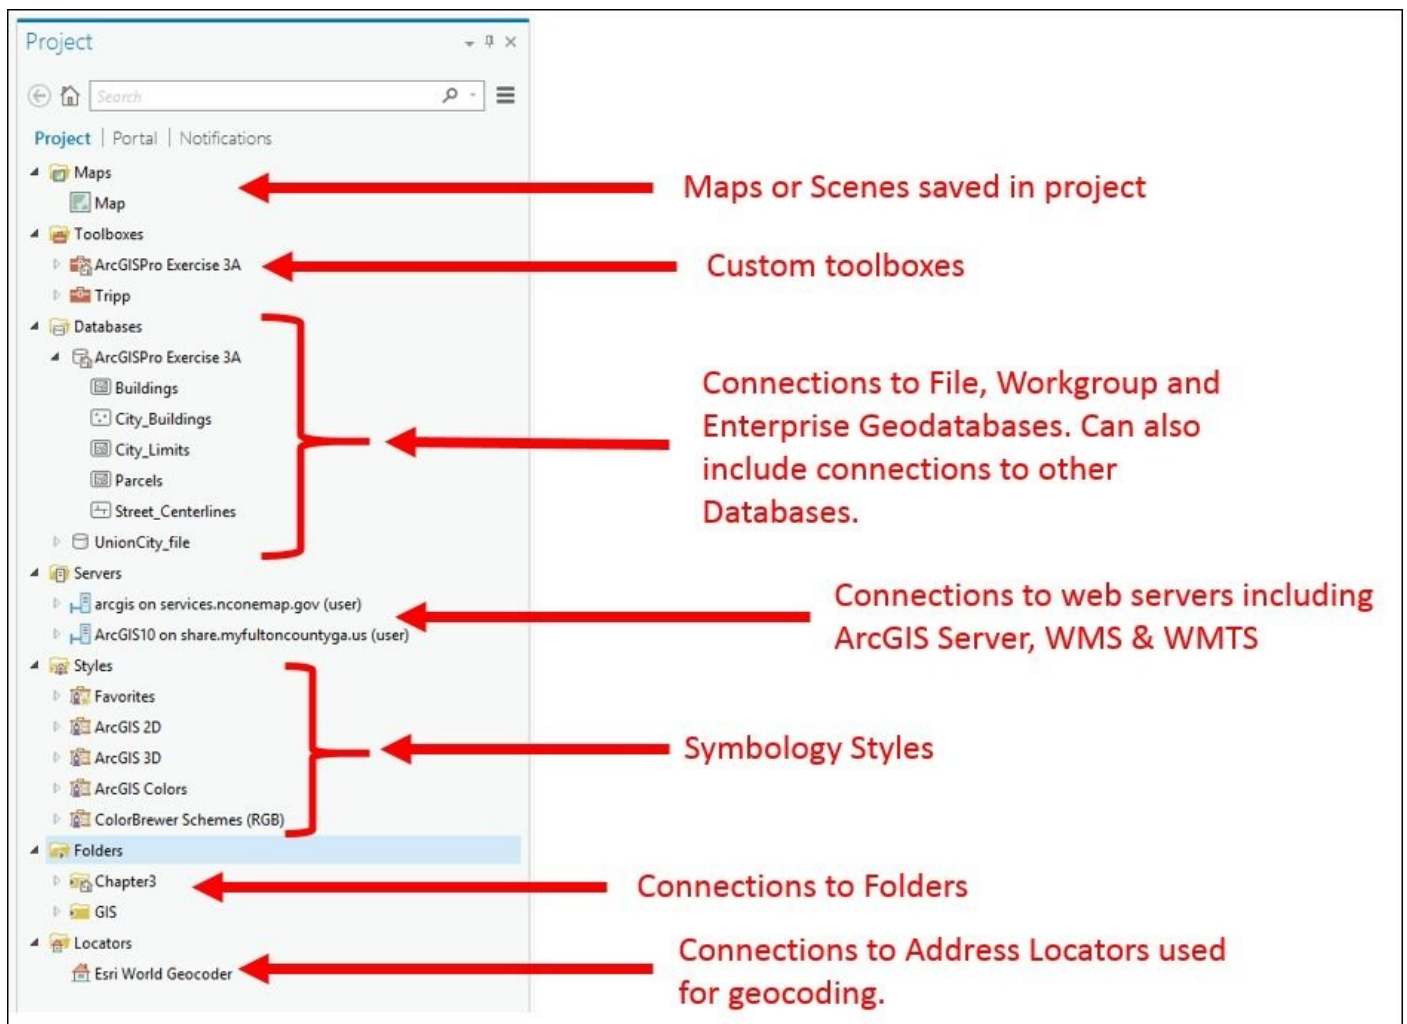 Project
Search
Project | Portal | Notifications
Maps
Map
Maps or Scenes saved in project
Toolboxes
ArcGISPro Exercise 3A
Custom toolboxes
Tripp
Databases
ArcGISPro Exercise 3A
Buildings
City_Buildings
City_Limits
Parcels
Street_Centerlines
UnionCity_file
Connections to File, Workgroup and
Enterprise Geodatabases. Can also
include connections to other
Databases.
Servers
arcgis on services.nconemap.gov (user)
ArcGIS10 on share.myfultoncountyga.us (user)
Connections to web servers including
ArcGIS Server, WMS & WMTS
Styles
Favorites
ArcGIS 2D
ArcGIS 3D
ArcGIS Colors
ColorBrewer Schemes (RGB)
Symbology Styles
Folders
Chapter3
GIS
Connections to Folders
Locators
Esri World Geocoder
Connections to Address Locators used
for geocoding.